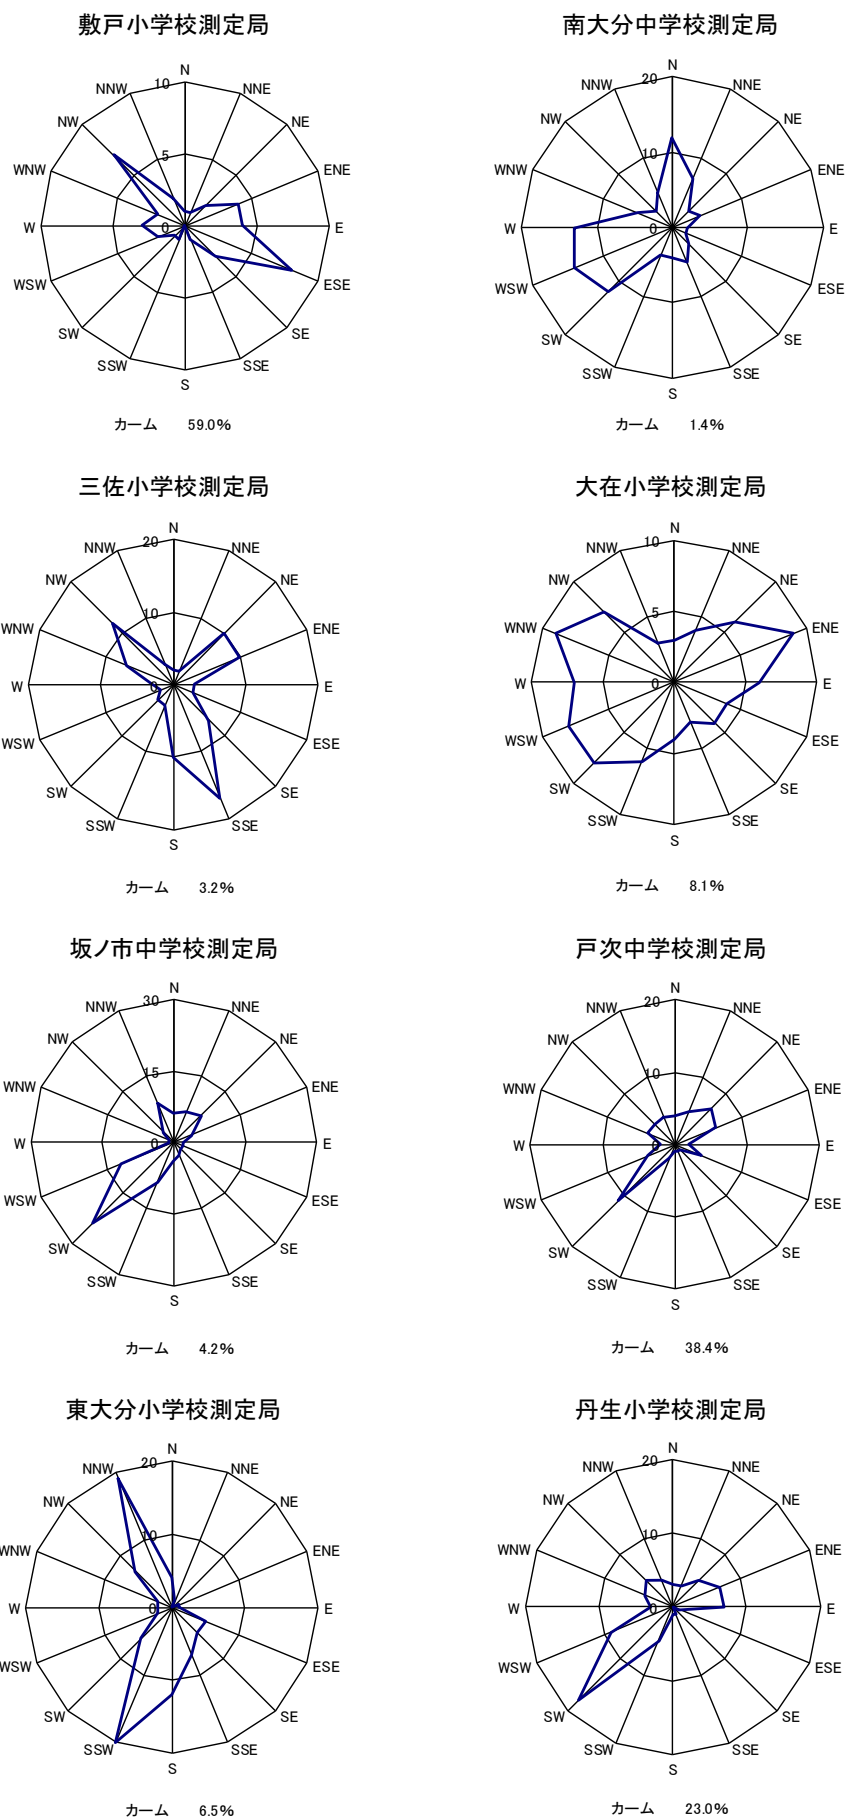 敷戸小学校測定局
N
10
NNW
NNE
NW
NE
5
WNW
ENE
W
0
E
WSW
ESE
SW
SE
SSW
SSE
S
カーム 59.0%
南大分中学校測定局
N
20
NNW
NNE
NW
NE
10
WNW
ENE
W
0
E
WSW
ESE
SW
SE
SSW
SSE
S
カーム 1.4%
三佐小学校測定局
N
20
NNW
NNE
NW
NE
10
WNW
ENE
W
0
E
WSW
ESE
SW
SE
SSW
SSE
S
カーム 3.2%
大在小学校測定局
N
10
NNW
NNE
NW
NE
5
WNW
ENE
W
0
E
WSW
ESE
SW
SE
SSW
SSE
S
カーム 8.1%
坂ノ市中学校測定局
N
30
NNW
NNE
NW
NE
15
WNW
ENE
W
0
E
WSW
ESE
SW
SE
SSW
SSE
S
カーム 4.2%
戸次中学校測定局
N
20
NNW
NNE
NW
NE
10
WNW
ENE
W
0
E
WSW
ESE
SW
SE
SSW
SSE
S
カーム 38.4%
東大分小学校測定局
N
20
NNW
NNE
NW
NE
10
WNW
ENE
W
0
E
WSW
ESE
SW
SE
SSW
SSE
S
カーム 6.5%
丹生小学校測定局
N
20
NNW
NNE
NW
NE
10
WNW
ENE
W
0
E
WSW
ESE
SW
SE
SSW
SSE
S
カーム 23.0%